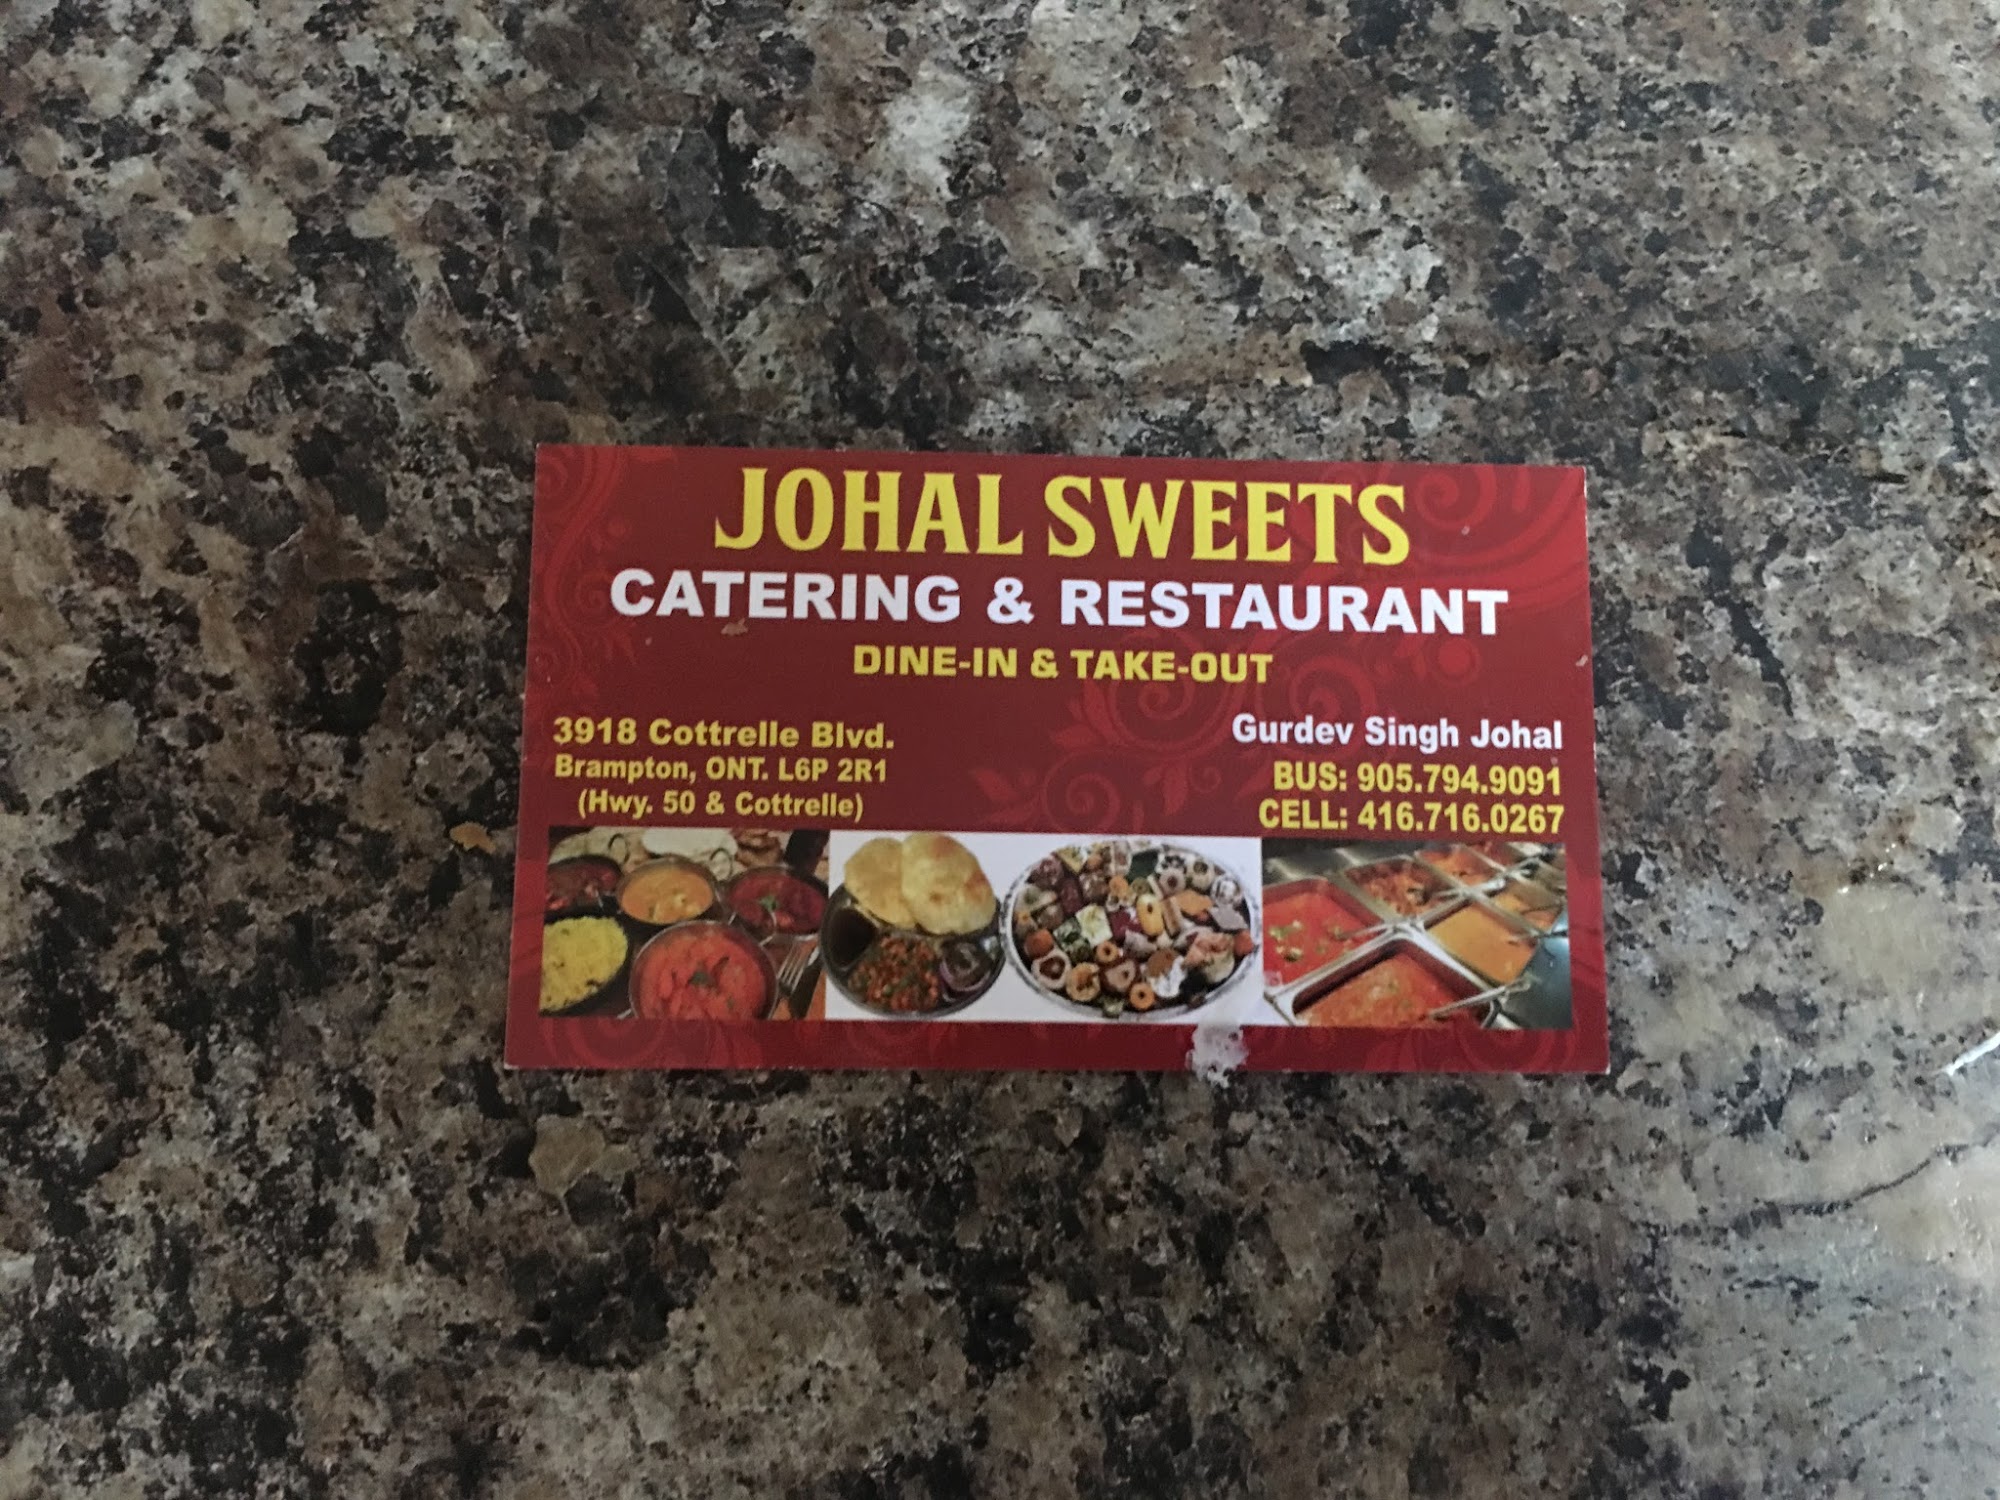 JOHAL SWEETS
CATERING & RESTAURANT
DINE-IN & TAKE-OUT
3918 Cottrelle Blvd.
Brampton, ONT. L6P 2R1
(Hwy. 50 & Cottrelle)
Gurdev Singh Johal
BUS: 905.794.9091
CELL: 416.716.0267